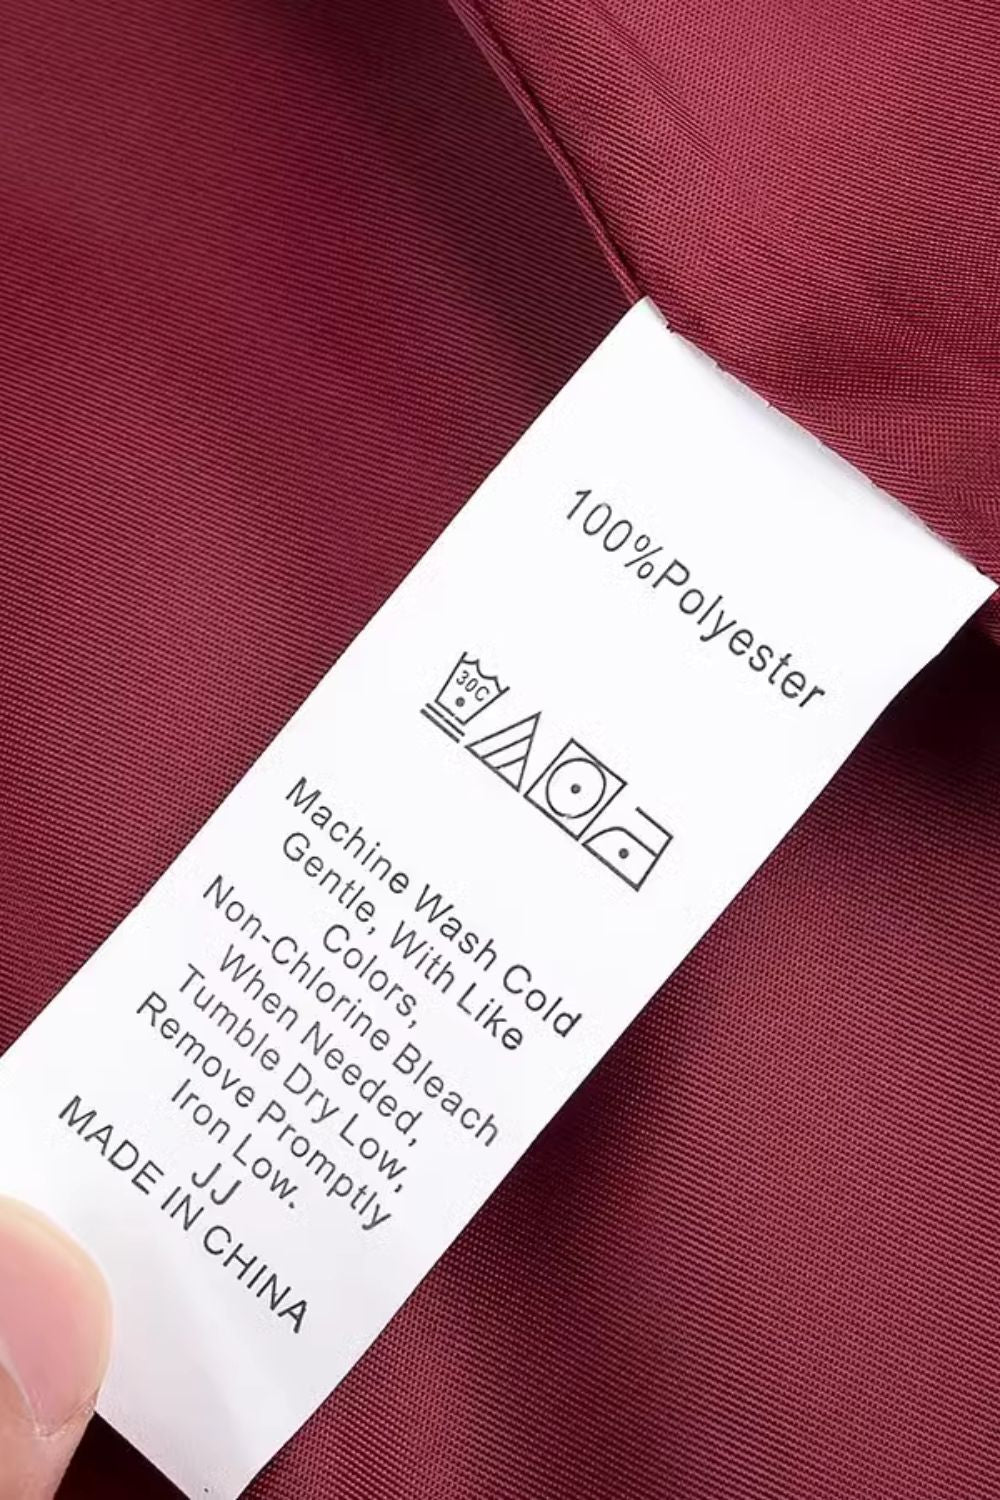 100%Polyester
30C
Machine Wash Cold
Gentle, With Like
Colors,
Non-Chlorine Bleach
When Needed,
Tumble Dry Low,
Remove Promptly
Iron Low.
JJ
MADE IN CHINA